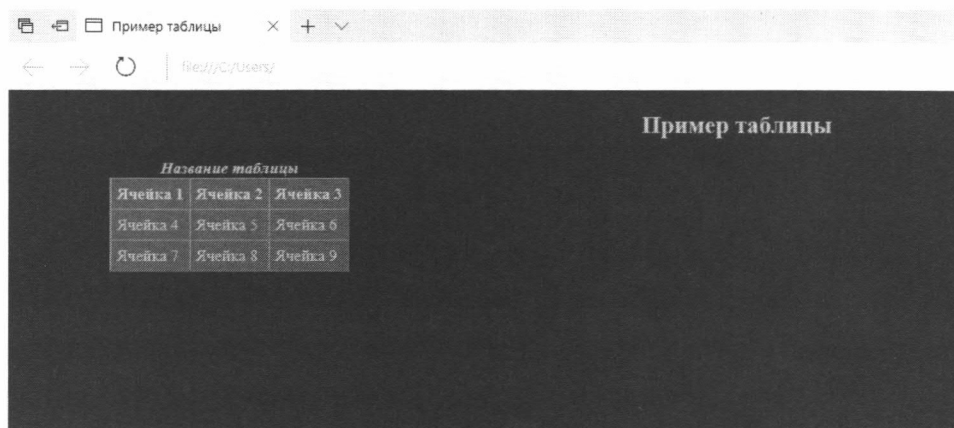 Пример таблицы
file:///C:/Users/
Пример таблицы
Название таблицы
Ячейка 1 Ячейка 2 Ячейка 3
Ячейка 4 Ячейка 5 Ячейка 6
Ячейка 7 Ячейка 8 Ячейка 9